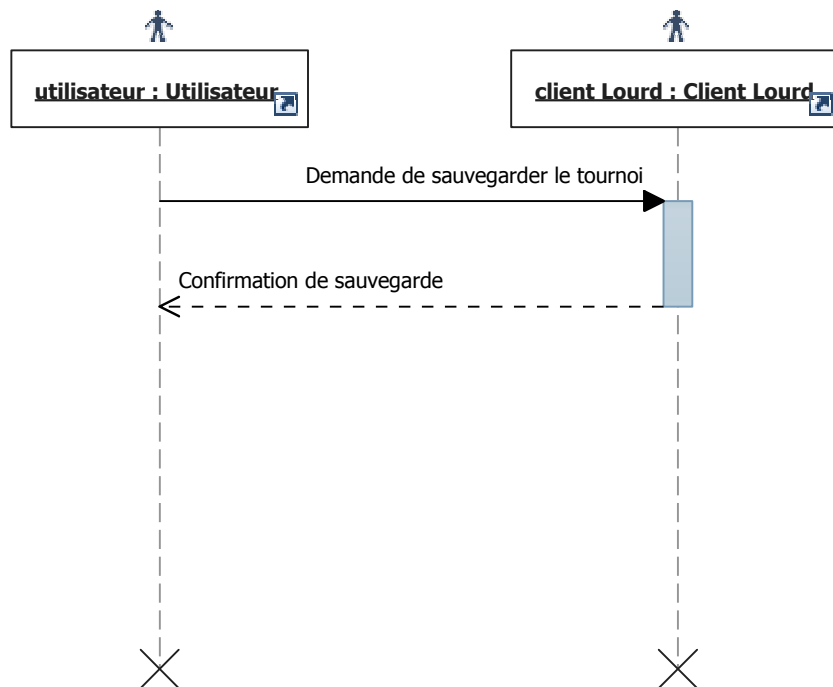 utilisateur : Utilisateur
client Lourd : Client Lourd
Demande de sauvegarder le tournoi
Confirmation de sauvegarde